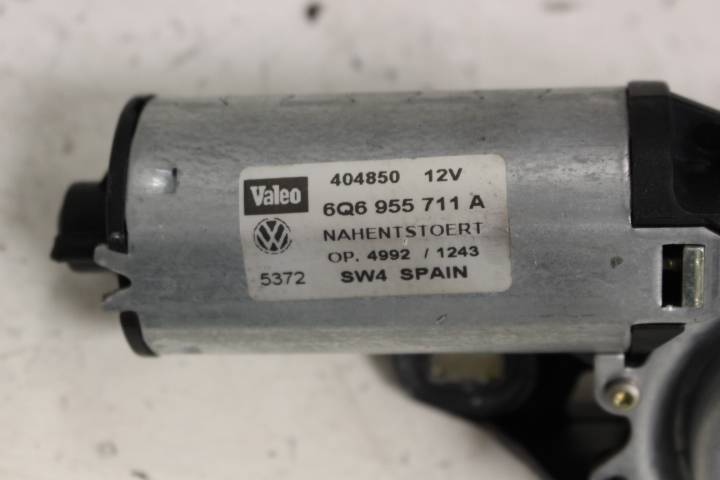 Valeo 404850 12V
6Q6 955 711 A
NAHENTSTOERT
OP. 4992 / 1243
5372 SW4 SPAIN